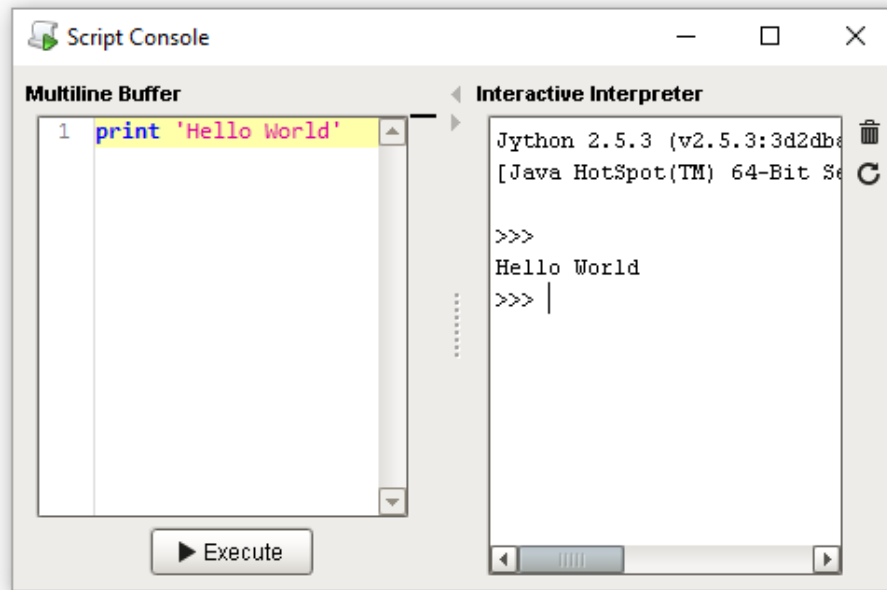 Script Console
Multiline Buffer
1 print 'Hello World'
Execute
Interactive Interpreter
Jython 2.5.3 (v2.5.3:3d2dba
[Java HotSpot(TM) 64-Bit Se
>>>
Hello World
>>>